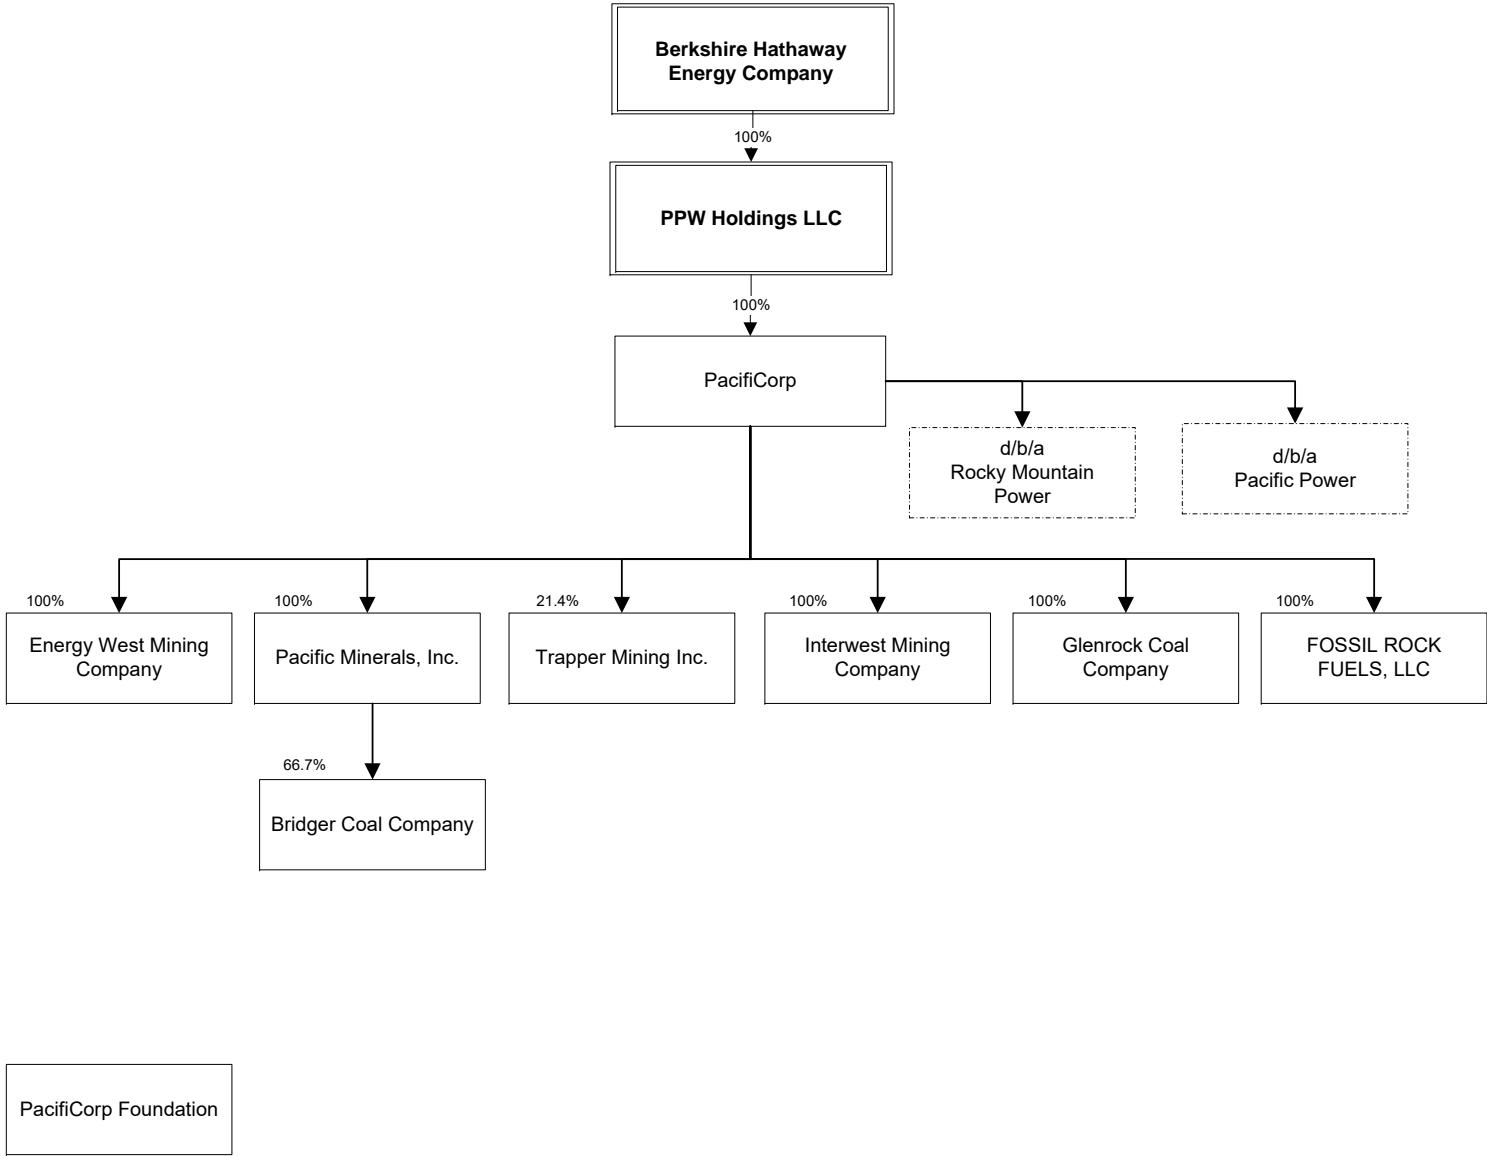 Berkshire Hathaway
Energy Company
100%
PPW Holdings LLC
100%
PacifiCorp
d/b/a
Rocky Mountain
Power
d/b/a
Pacific Power
100%
Energy West Mining
Company
100%
Pacific Minerals, Inc.
21.4%
Trapper Mining Inc.
100%
Interwest Mining
Company
100%
Glenrock Coal
Company
100%
FOSSIL ROCK
FUELS, LLC
66.7%
Bridger Coal Company
PacifiCorp Foundation